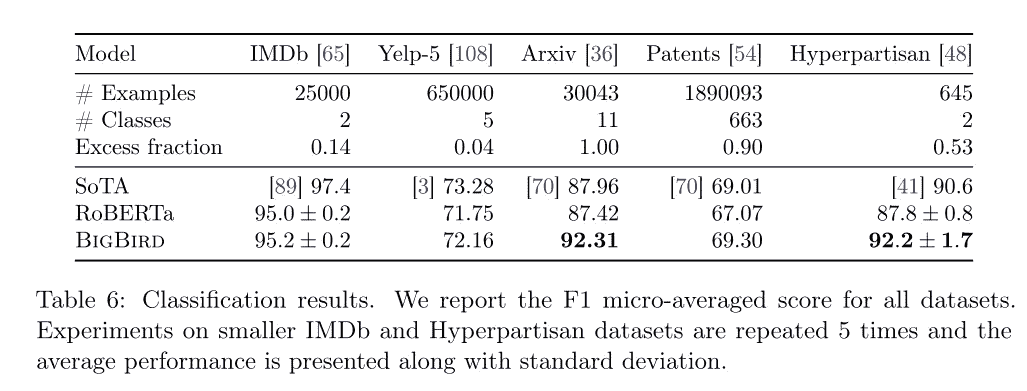 Model IMDb [65] Yelp-5 [108] Arxiv [36] Patents [54] Hyperpartisan [48]
# Examples 25000 650000 30043 1890093 645
# Classes 2 5 11 663 2
Excess fraction 0.14 0.04 1.00 0.90 0.53
SoTA [89] 97.4 [3] 73.28 [70] 87.96 [70] 69.01 [41] 90.6
RoBERTa 95.0 ± 0.2 71.75 87.42 67.07 87.8 ± 0.8
BIGBIRD 95.2 ± 0.2 72.16 92.31 69.30 92.2 ± 1.7
Table 6: Classification results. We report the F1 micro-averaged score for all datasets.
Experiments on smaller IMDb and Hyperpartisan datasets are repeated 5 times and the
average performance is presented along with standard deviation.